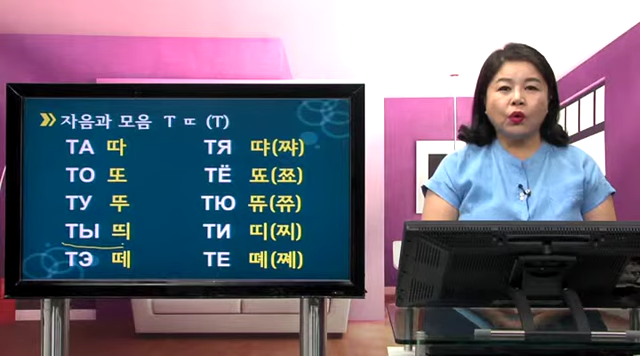 자음과 모음 Т ㄸ (T)
ТА 따 ТЯ 땨(쨔)
ТО 또 ТЁ 뚀(쬬)
ТУ 뚜 ТЮ 뜌(쮸)
ТЫ 띄 ТИ 띠(찌)
ТЭ 떼 ТЕ 뗴(쪠)